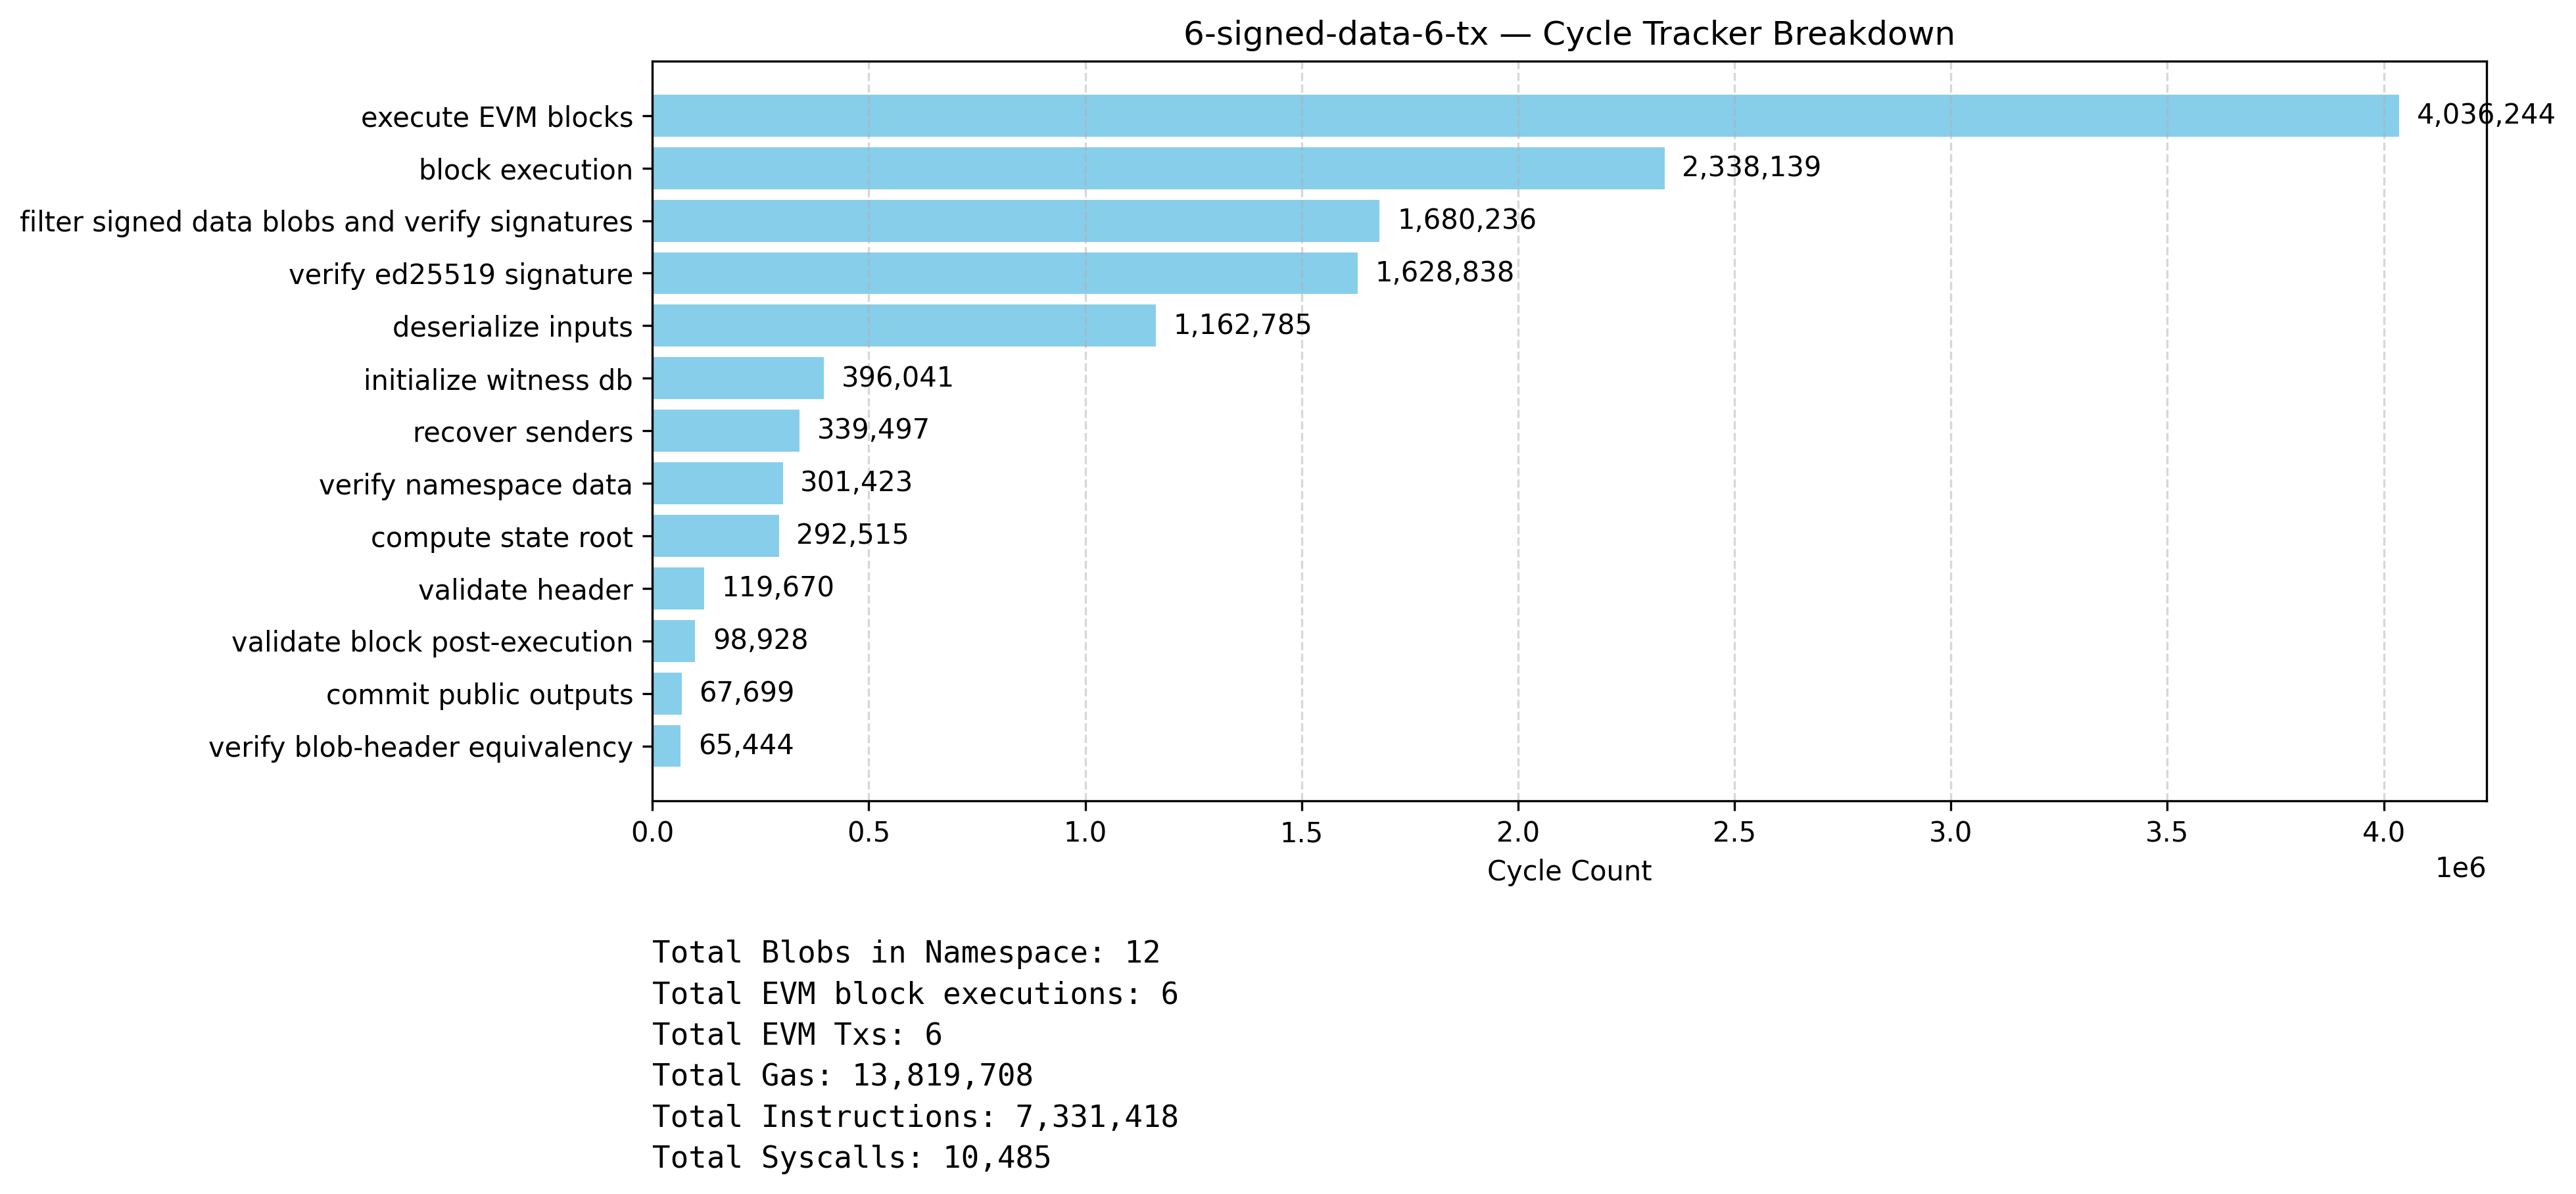 6-signed-data-6-tx — Cycle Tracker Breakdown
execute EVM blocks 4,036,244
block execution 2,338,139
filter signed data blobs and verify signatures 1,680,236
verify ed25519 signature 1,628,838
deserialize inputs 1,162,785
initialize witness db 396,041
recover senders 339,497
verify namespace data 301,423
compute state root 292,515
validate header 119,670
validate block post-execution 98,928
commit public outputs 67,699
verify blob-header equivalency 65,444
0.0 0.5 1.0 1.5 2.0 2.5 3.0 3.5 4.0
Cycle Count 1e6
Total Blobs in Namespace: 12
Total EVM block executions: 6
Total EVM Txs: 6
Total Gas: 13,819,708
Total Instructions: 7,331,418
Total Syscalls: 10,485